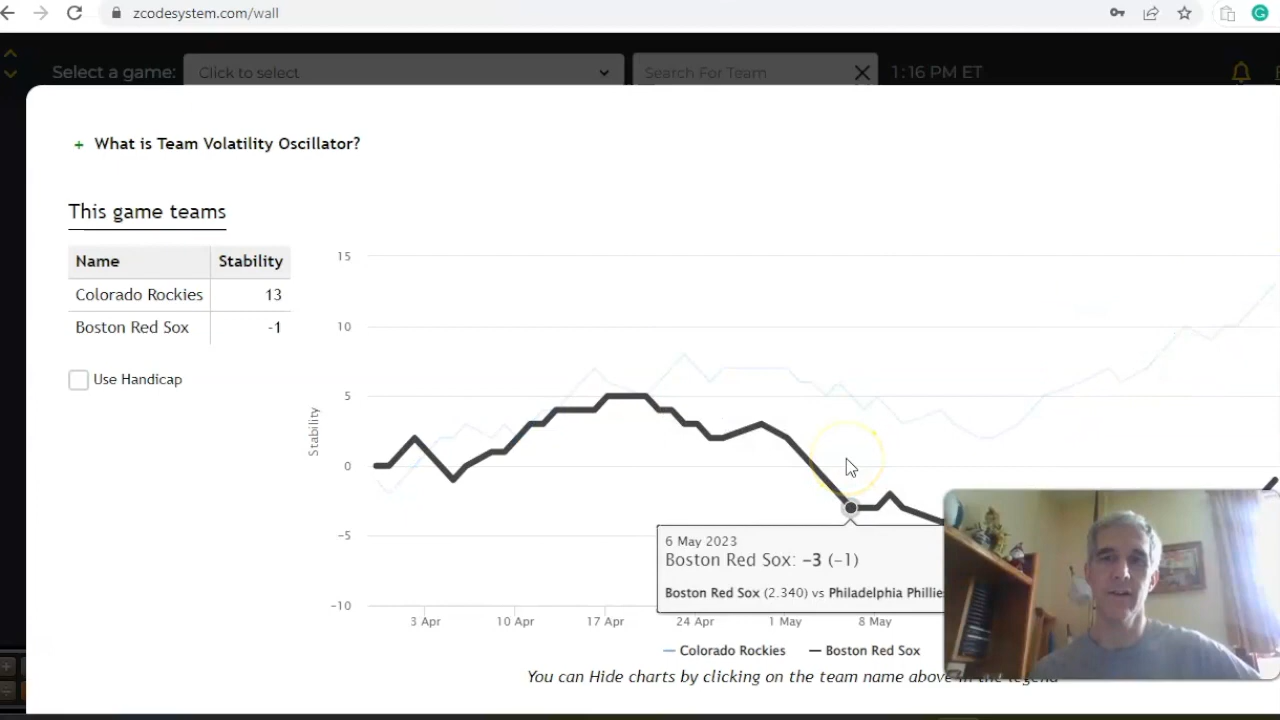 zcodesystem.com/wall
Select a game:
Click to select
Search For Team
1:16 PM ET
+ What is Team Volatility Oscillator?
This game teams
Name Stability
Colorado Rockies 13
Boston Red Sox -1
Use Handicap
Stability
15
10
5
0
-5
-10
6 May 2023
Boston Red Sox: -3 (-1)
Boston Red Sox (2.340) vs Philadelphia Phillie
3 Apr 10 Apr 17 Apr 24 Apr 1 May 8 May
Colorado Rockies Boston Red Sox
You can Hide charts by clicking on the team name above in the legend